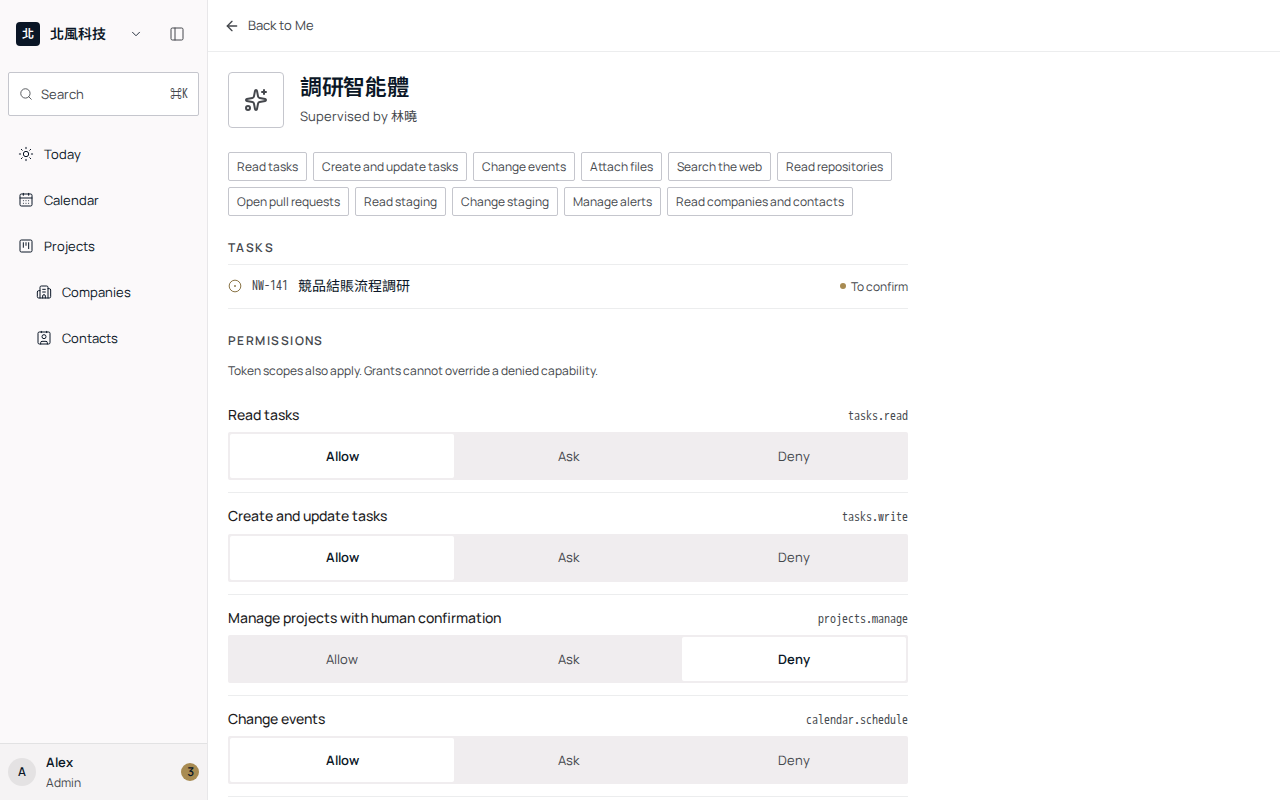 北 北風科技
Search ⌘K
Today
Calendar
Projects
Companies
Contacts
A Alex
Admin
3
Back to Me
調研智能體
Supervised by 林曉
Read tasks Create and update tasks Change events Attach files Search the web Read repositories
Open pull requests Read staging Change staging Manage alerts Read companies and contacts
TASKS
NW-141 競品結賬流程調研 To confirm
PERMISSIONS
Token scopes also apply. Grants cannot override a denied capability.
Read tasks tasks.read
Allow Ask Deny
Create and update tasks tasks.write
Allow Ask Deny
Manage projects with human confirmation projects.manage
Allow Ask Deny
Change events calendar.schedule
Allow Ask Deny